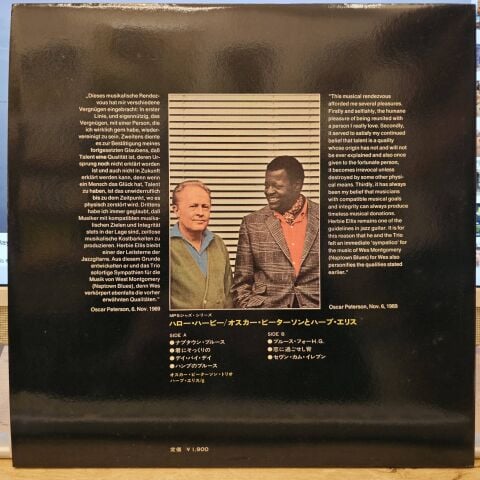 „Dieses musikalische Rendez-
vous hat mir verschiedene
Vergnügen eingebracht: In erster
Linie, und eigennützig, das
Vergnügen, mit einer Person, die
ich wirklich gern habe, wieder-
vereinigt zu sein. Zweitens diente
es zur Bestätigung meines
fortgesetzten Glaubens, daß
Talent eine Qualität ist, deren Ur-
sprung noch nicht erklärt worden
ist und auch nicht in Zukunft
erklärt werden kann, denn wenn
ein Mensch das Glück hat, Talent
zu haben, ist das unwiderruflich
bis zu dem Zeitpunkt, wo es
physisch zerstört wird. Drittens
habe ich immer geglaubt, daß
Musiker mit kompatiblen
musikalischen Zielen und Integrität
stets in der Lage sind, zeitlose
musikalische Kostbarkeiten zu
produzieren. Herbie Ellis bleibt
einer der Leitsterne der
Jazzgitarre. Aus diesem Grunde
entwickelten er und das Trio
sofortige Sympathien für die
Musik von West Montgomery
(Naptown Blues), denn Was
verkörpert ebenfalls die vorher
erwähnten Qualitäten."
Oscar Peterson, 6. Nov. 1969
"This musical rendezvous
afforded me several pleasures.
Firstly and selfishly, the humane
pleasure of being reunited with
a person I really love. Secondly,
it served to satisfy my continued
belief that talent is a quality
whose origin has not and will not
be ever explained and also once
given to the fortunate person,
it becomes irrevocal unless
destroyed by some other physi-
cal means. Thirdly, it has always
been my belief that musicians
with compatible musical goals
and integrity can always produce
timeless musical donations.
Herbie Ellis remains one of the
guidelines in jazz guitar. It is for
this reason that he and the Trio
felt an immediate 'sympatico' for
the music of Was Montgomery
(Naptown Blues) for Wes also
personifies the qualities stated
earlier."
Oscar Peterson, Nov. 6, 1969
MPSジャズ・シリーズ
ハロー・ハービー/オスカー・ピーターソンとハーブ・エリス
SIDE A
●ナプタウン・ブルース
●君にそっくりの
●デイ・バイ・デイ
●ハンプのブルース
オスカー・ピーターソン・トリオ
ハーブ・エリス/g
SIDE B
●ブルース・フォーH.G.
●恋に過ごせし宵
●セヴン・カム・イレブン
定価 ¥1,900